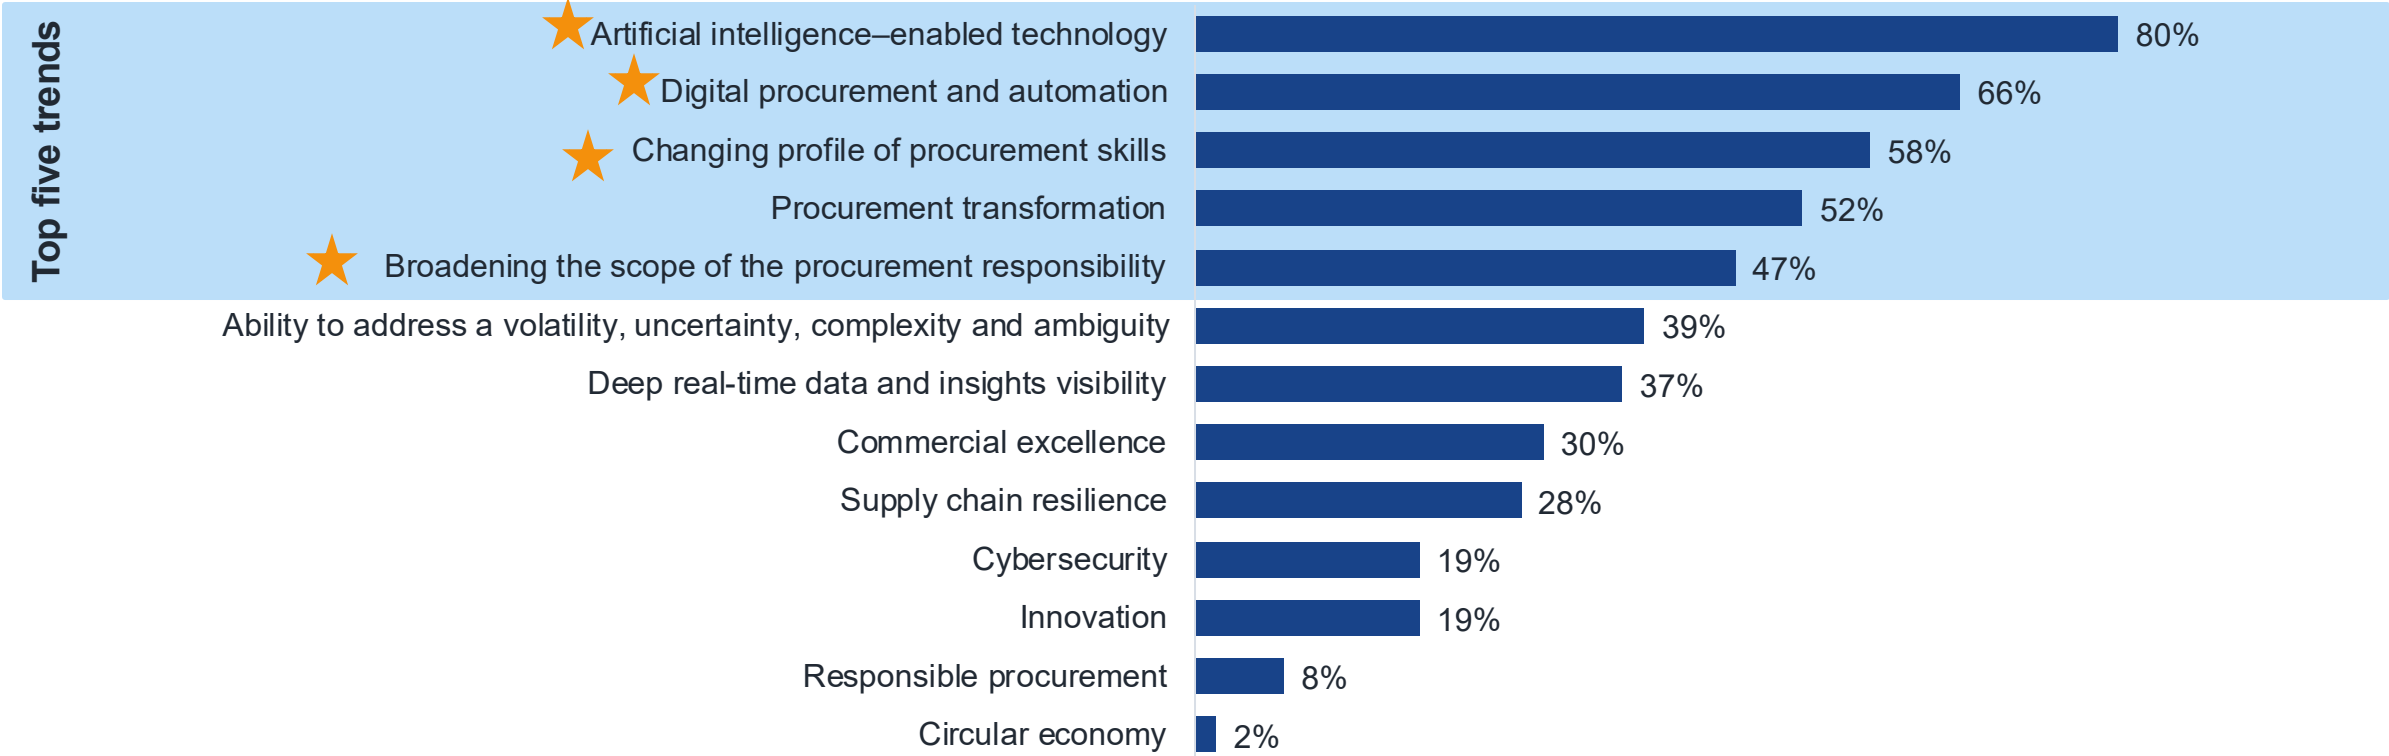 Top five trends
Artificial intelligence–enabled technology 80%
Digital procurement and automation 66%
Changing profile of procurement skills 58%
Procurement transformation 52%
Broadening the scope of the procurement responsibility 47%
Ability to address a volatility, uncertainty, complexity and ambiguity 39%
Deep real-time data and insights visibility 37%
Commercial excellence 30%
Supply chain resilience 28%
Cybersecurity 19%
Innovation 19%
Responsible procurement 8%
Circular economy 2%